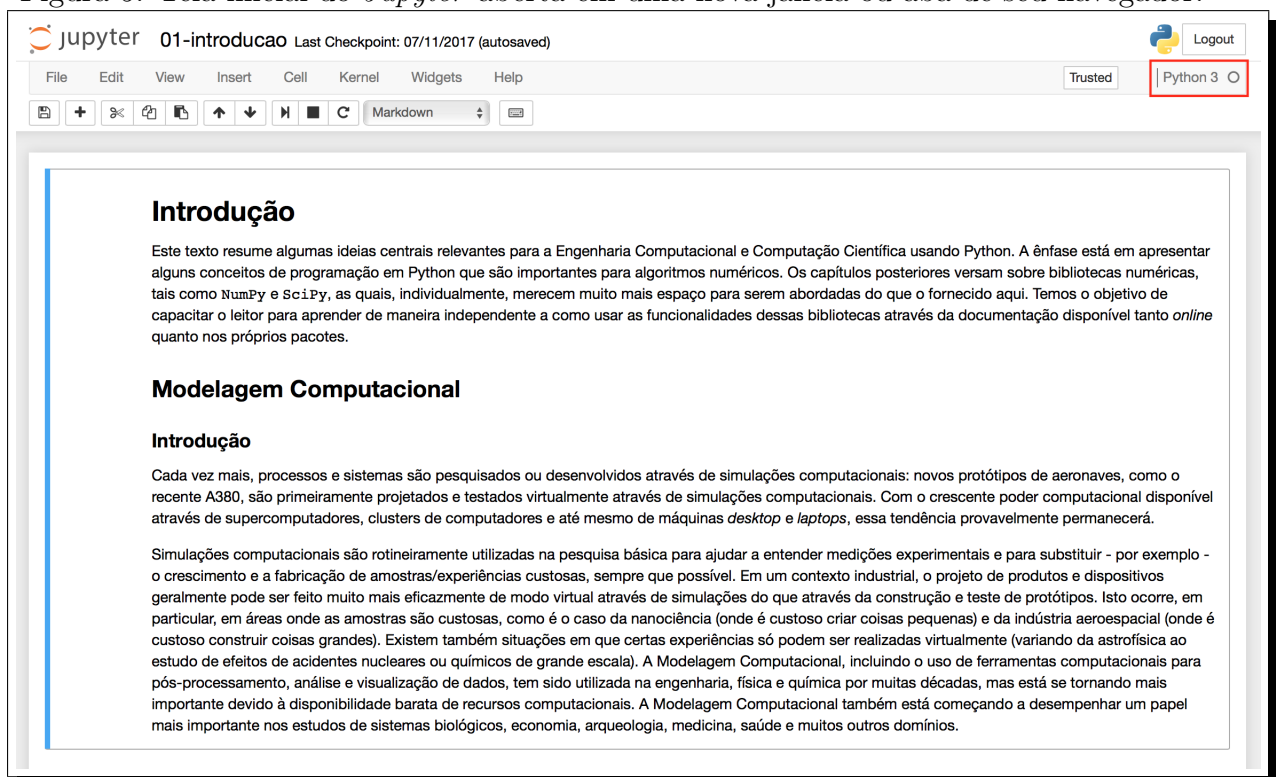 Figura 6: Tela inicial do Jupyter aberta em uma nova janela ou aba do seu navegador.
jupyter 01-introducao Last Checkpoint: 07/11/2017 (autosaved) Logout
File Edit View Insert Cell Kernel Widgets Help Trusted Python 3
Markdown
Introdução
Este texto resume algumas ideias centrais relevantes para a Engenharia Computacional e Computação Científica usando Python. A ênfase está em apresentar
alguns conceitos de programação em Python que são importantes para algoritmos numéricos. Os capítulos posteriores versam sobre bibliotecas numéricas,
tais como NumPy e SciPy, as quais, individualmente, merecem muito mais espaço para serem abordadas do que o fornecido aqui. Temos o objetivo de
capacitar o leitor para aprender de maneira independente a como usar as funcionalidades dessas bibliotecas através da documentação disponível tanto online
quanto nos próprios pacotes.
Modelagem Computacional
Introdução
Cada vez mais, processos e sistemas são pesquisados ou desenvolvidos através de simulações computacionais: novos protótipos de aeronaves, como o
recente A380, são primeiramente projetados e testados virtualmente através de simulações computacionais. Com o crescente poder computacional disponível
através de supercomputadores, clusters de computadores e até mesmo de máquinas desktop e laptops, essa tendência provavelmente permanecerá.
Simulações computacionais são rotineiramente utilizadas na pesquisa básica para ajudar a entender medições experimentais e para substituir - por exemplo -
o crescimento e a fabricação de amostras/experiências custosas, sempre que possível. Em um contexto industrial, o projeto de produtos e dispositivos
geralmente pode ser feito muito mais eficazmente de modo virtual através de simulações do que através da construção e teste de protótipos. Isto ocorre, em
particular, em áreas onde as amostras são custosas, como é o caso da nanociência (onde é custoso criar coisas pequenas) e da indústria aeroespacial (onde é
custoso construir coisas grandes). Existem também situações em que certas experiências só podem ser realizadas virtualmente (variando da astrofísica ao
estudo de efeitos de acidentes nucleares ou químicos de grande escala). A Modelagem Computacional, incluindo o uso de ferramentas computacionais para
pós-processamento, análise e visualização de dados, tem sido utilizada na engenharia, física e química por muitas décadas, mas está se tornando mais
importante devido à disponibilidade barata de recursos computacionais. A Modelagem Computacional também está começando a desempenhar um papel
mais importante nos estudos de sistemas biológicos, economia, arqueologia, medicina, saúde e muitos outros domínios.